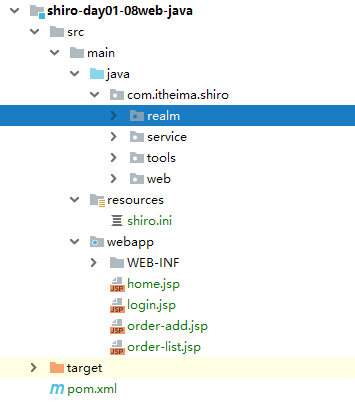 shiro-day01-08web-java
src
main
java
com.itheima.shiro
realm
service
tools
web
resources
shiro.ini
webapp
WEB-INF
JSP home.jsp
JSP login.jsp
JSP order-add.jsp
JSP order-list.jsp
target
m pom.xml